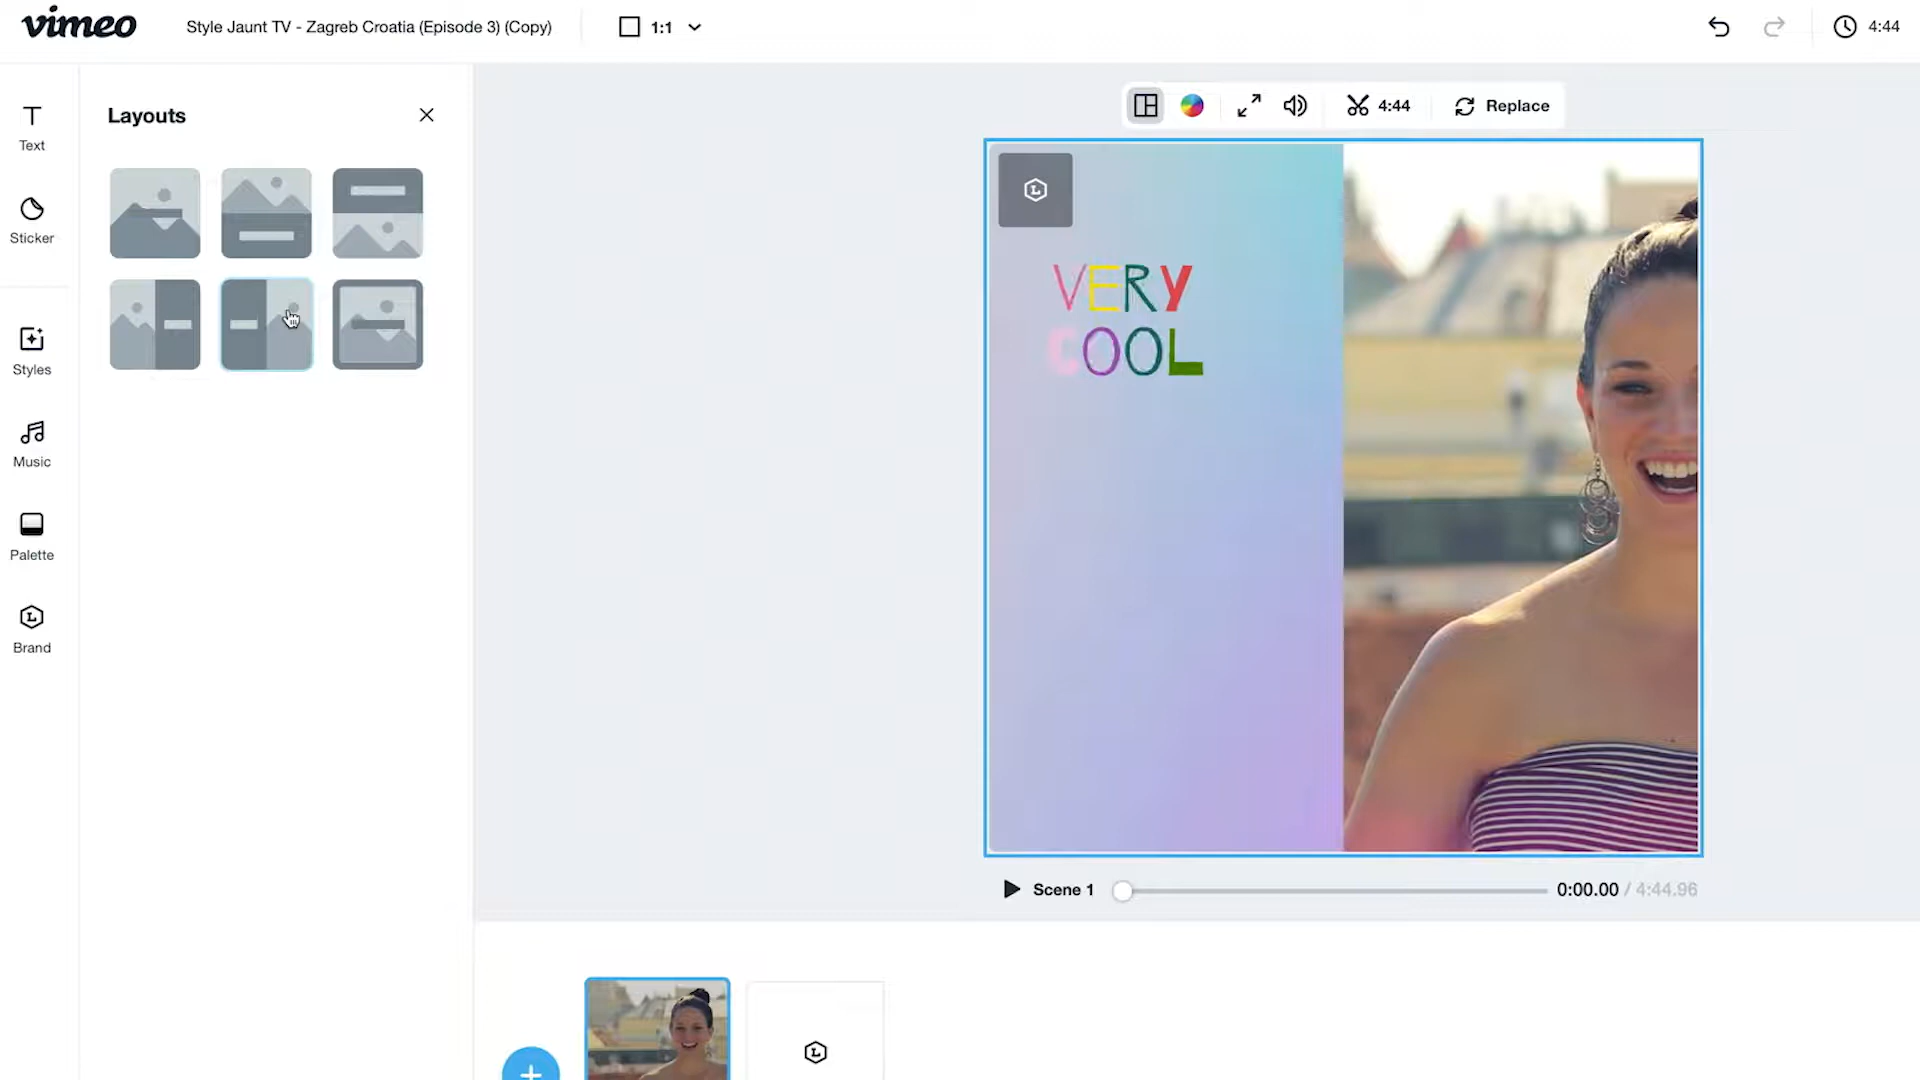 vimeo
Style Jaunt TV - Zagreb Croatia (Episode 3) (Copy)
1:1
4:44
Text
Sticker
Styles
Music
Palette
Brand
Layouts
4:44
Replace
VERY
COOL
Scene 1
0:00.00 / 4:44.96